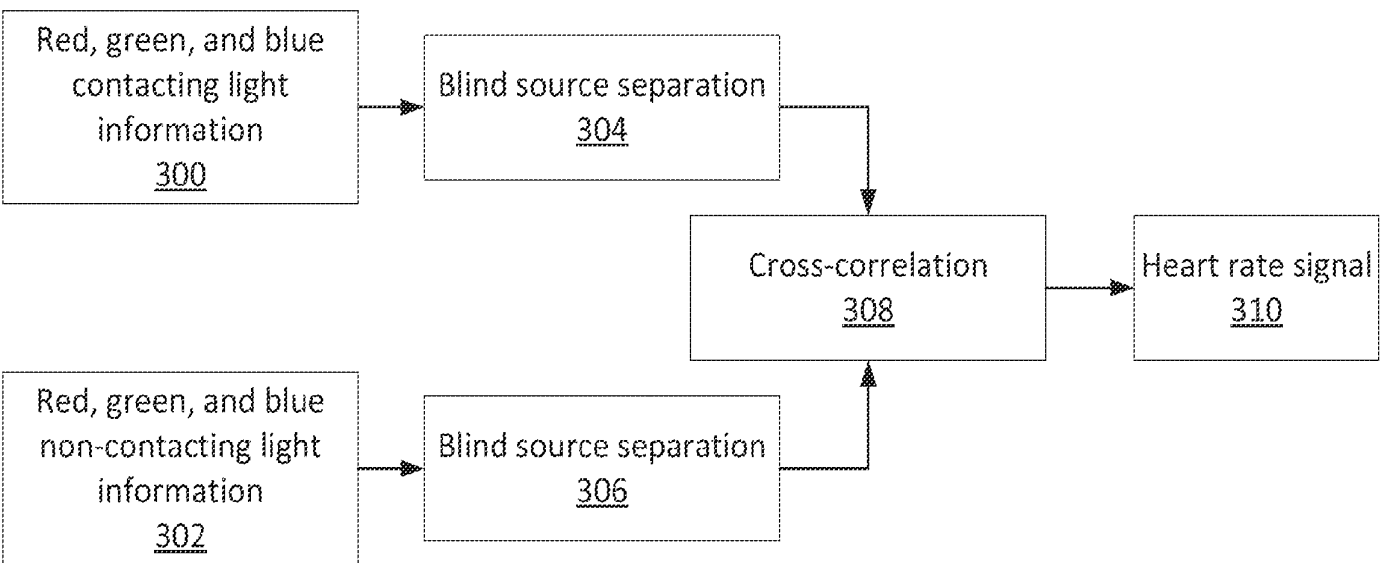 Red, green, and blue
contacting light
information
300
Blind source separation
304
Cross-correlation
308
Heart rate signal
310
Red, green, and blue
non-contacting light
information
302
Blind source separation
306